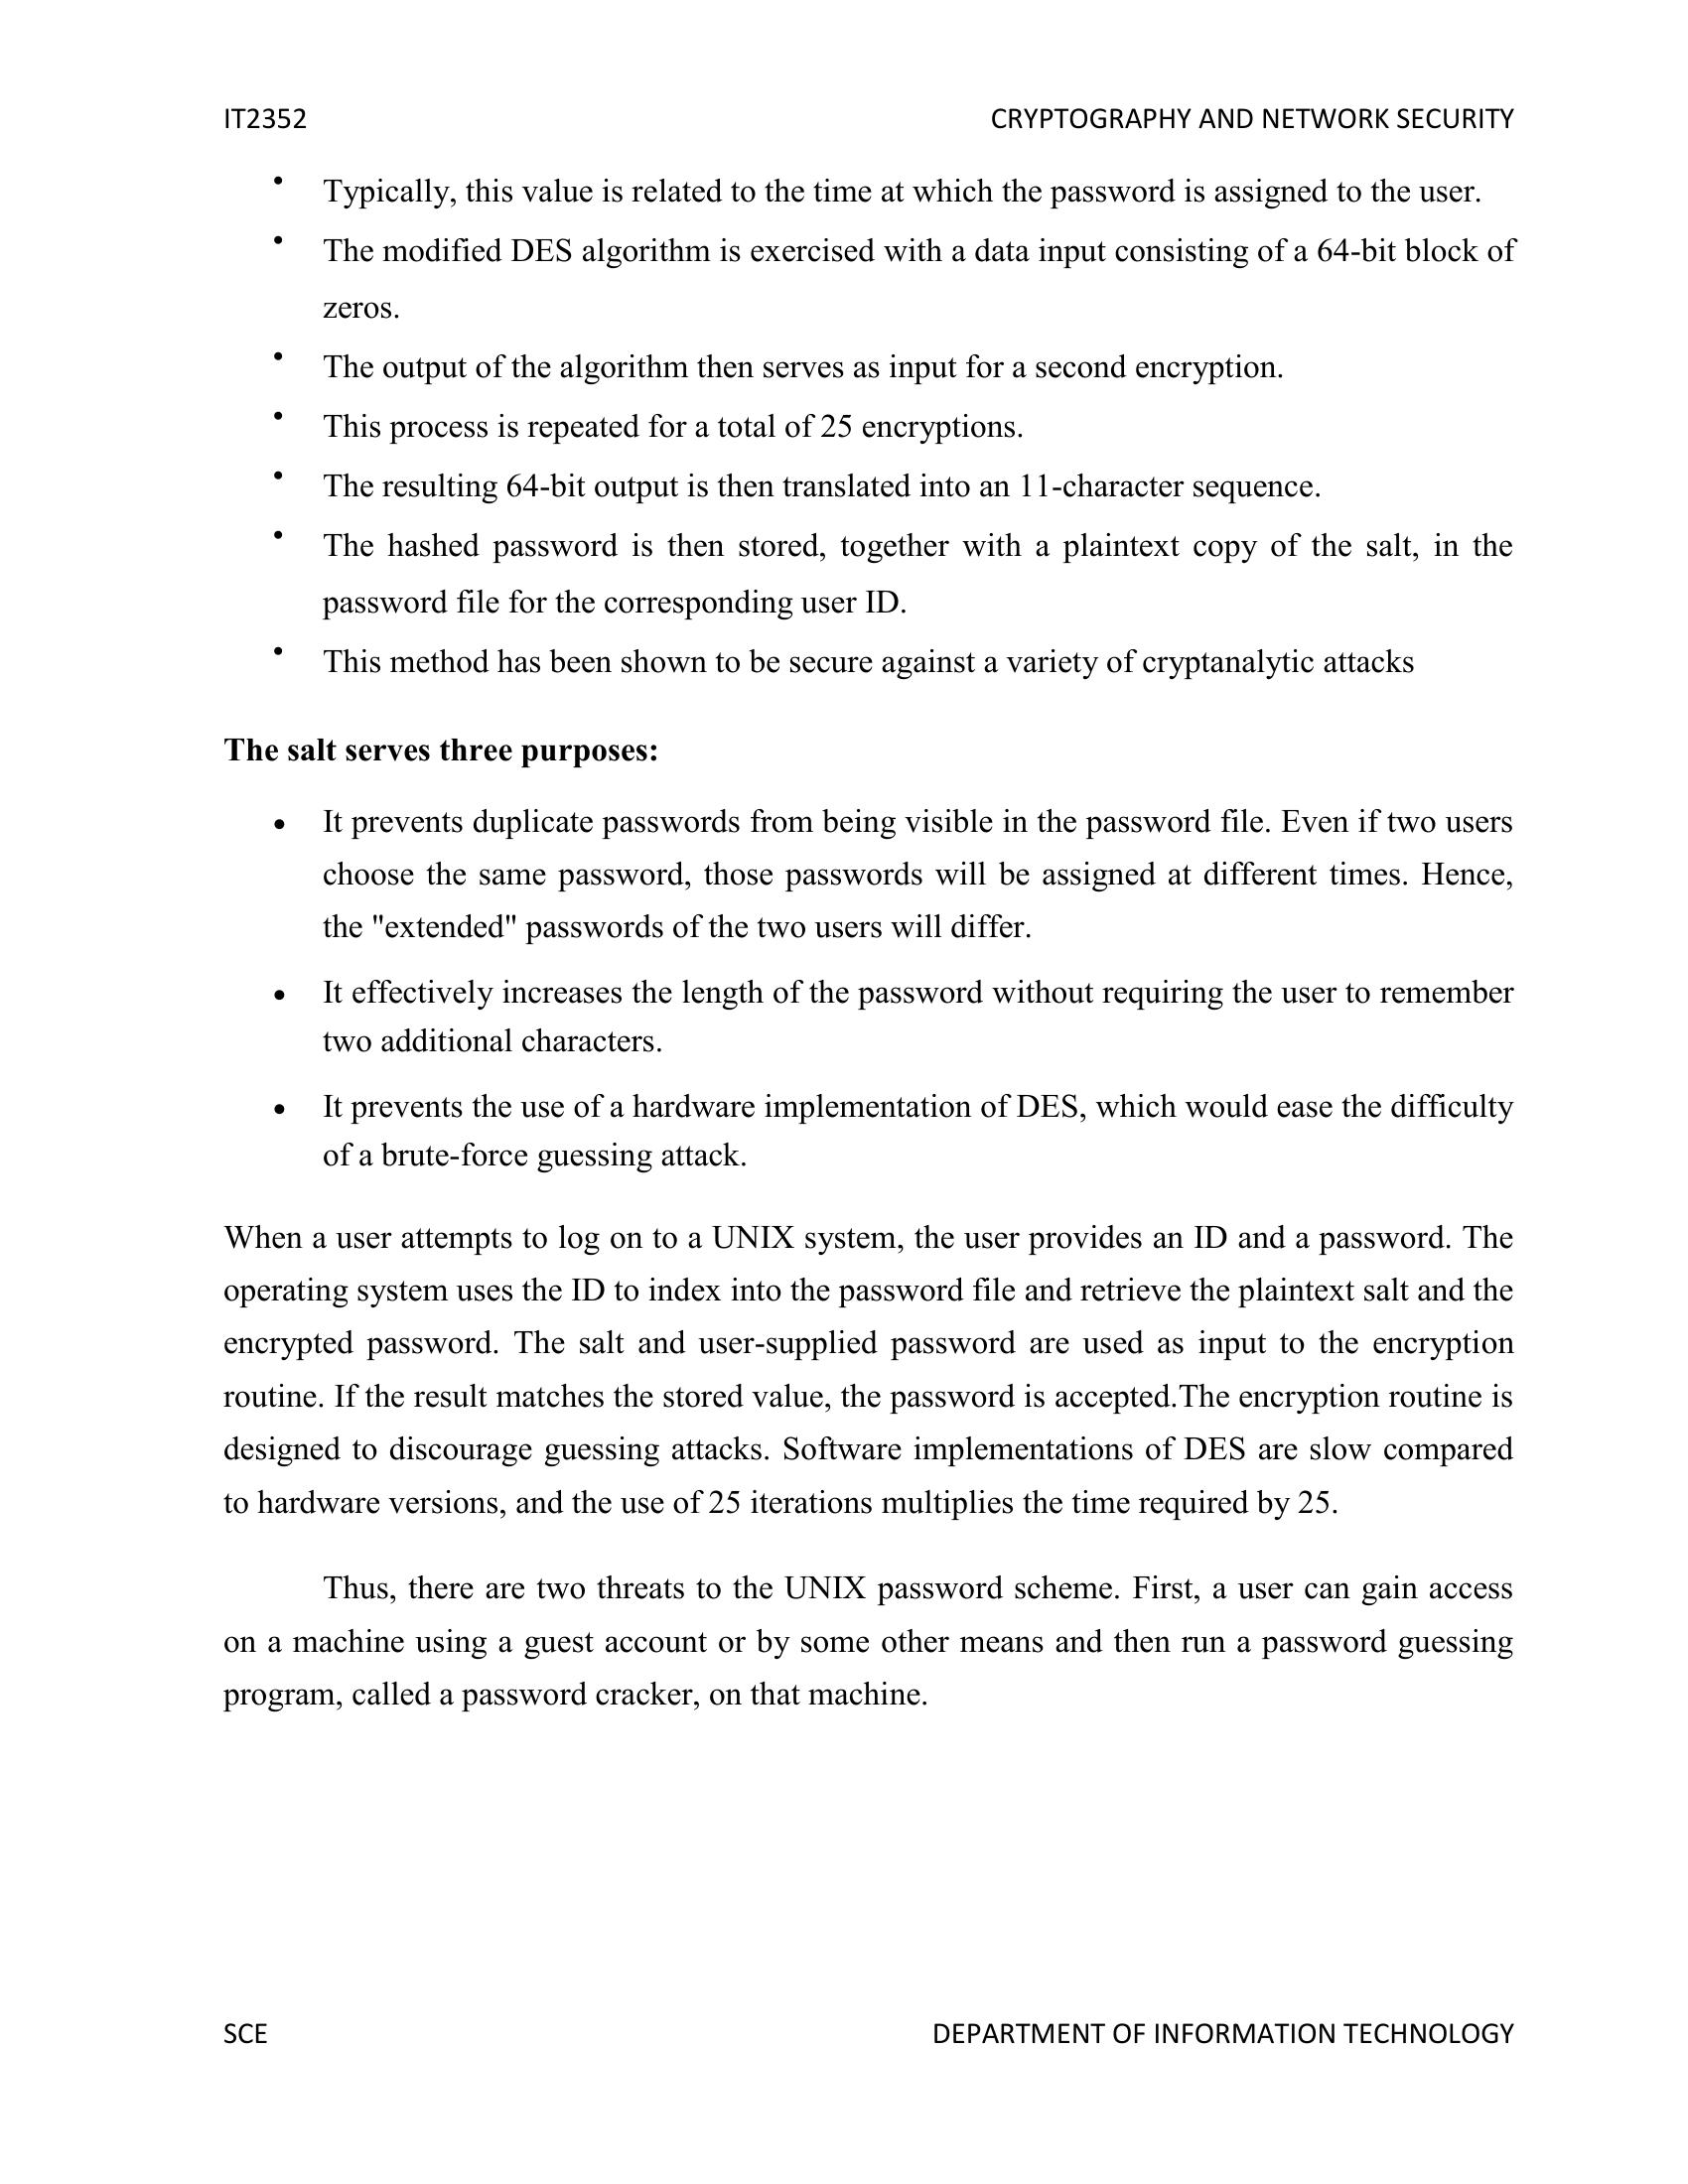 IT2352 CRYPTOGRAPHY AND NETWORK SECURITY
• Typically, this value is related to the time at which the password is assigned to the user.
• The modified DES algorithm is exercised with a data input consisting of a 64-bit block of
zeros.
• The output of the algorithm then serves as input for a second encryption.
• This process is repeated for a total of 25 encryptions.
• The resulting 64-bit output is then translated into an 11-character sequence.
• The hashed password is then stored, together with a plaintext copy of the salt, in the
password file for the corresponding user ID.
• This method has been shown to be secure against a variety of cryptanalytic attacks
The salt serves three purposes:
• It prevents duplicate passwords from being visible in the password file. Even if two users
choose the same password, those passwords will be assigned at different times. Hence,
the "extended" passwords of the two users will differ.
• It effectively increases the length of the password without requiring the user to remember
two additional characters.
• It prevents the use of a hardware implementation of DES, which would ease the difficulty
of a brute-force guessing attack.
When a user attempts to log on to a UNIX system, the user provides an ID and a password. The
operating system uses the ID to index into the password file and retrieve the plaintext salt and the
encrypted password. The salt and user-supplied password are used as input to the encryption
routine. If the result matches the stored value, the password is accepted.The encryption routine is
designed to discourage guessing attacks. Software implementations of DES are slow compared
to hardware versions, and the use of 25 iterations multiplies the time required by 25.
Thus, there are two threats to the UNIX password scheme. First, a user can gain access
on a machine using a guest account or by some other means and then run a password guessing
program, called a password cracker, on that machine.
SCE DEPARTMENT OF INFORMATION TECHNOLOGY